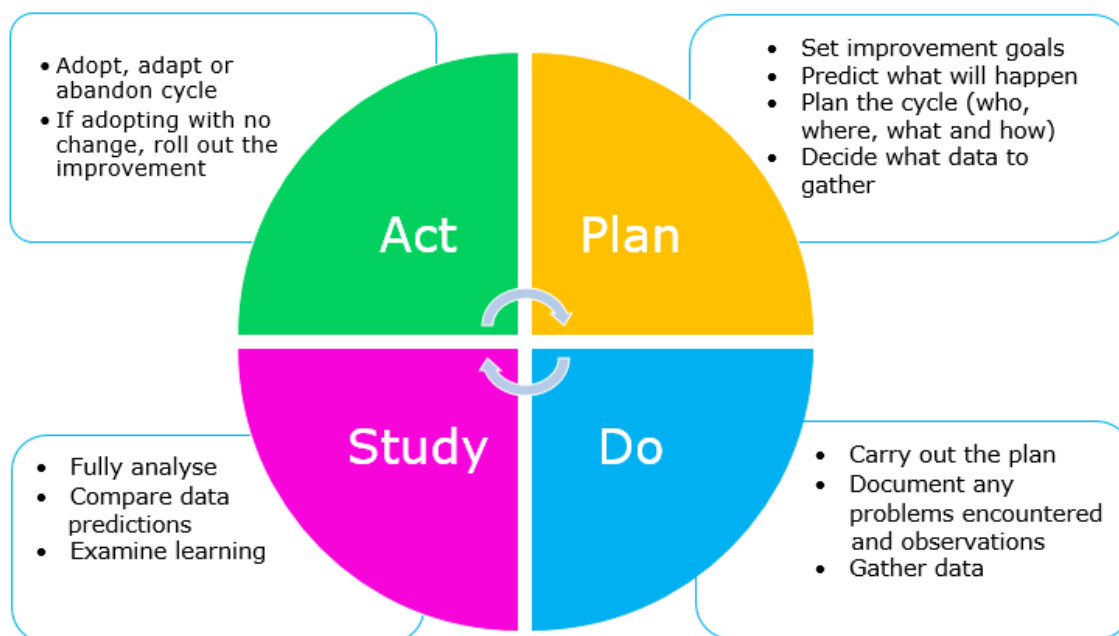 • Adopt, adapt or
abandon cycle
• If adopting with no
change, roll out the
improvement
• Set improvement goals
• Predict what will happen
• Plan the cycle (who,
where, what and how)
• Decide what data to
gather
Act
Plan
Study
Do
• Fully analyse
• Compare data
predictions
• Examine learning
• Carry out the plan
• Document any
problems encountered
and observations
• Gather data